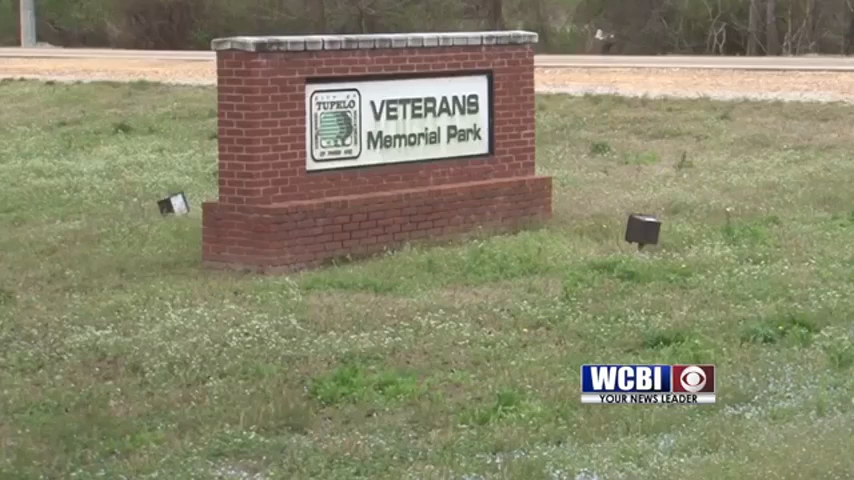 TUPELO
VETERANS
Memorial Park
WCBI
YOUR NEWS LEADER